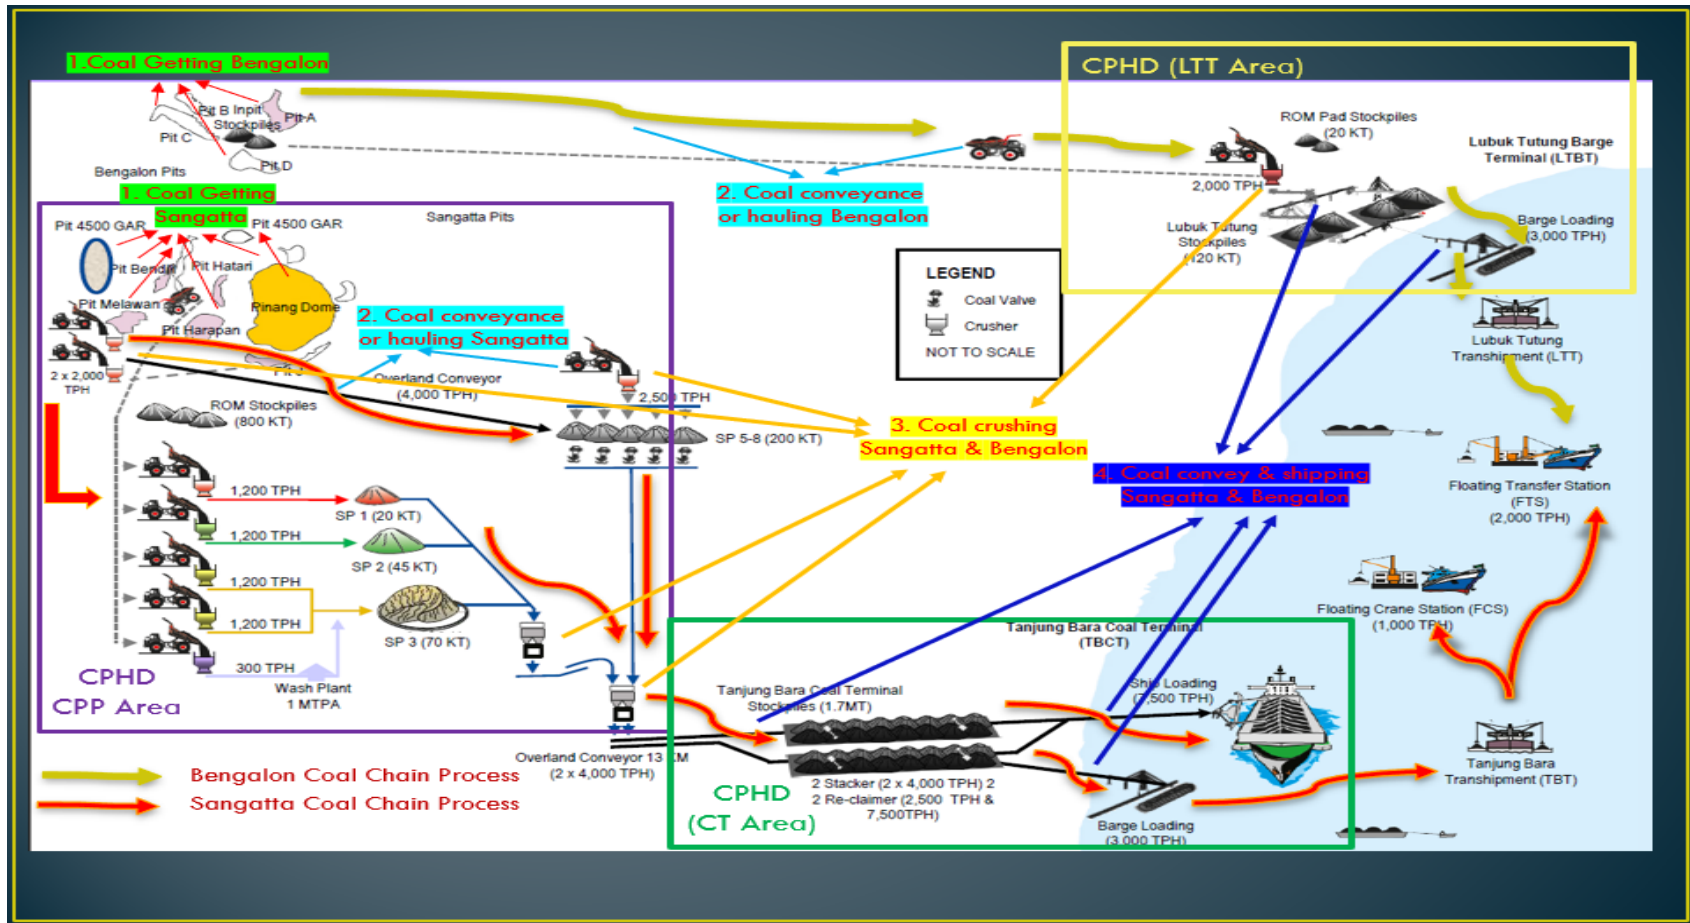 1.Coal Getting Bengalon
CPHD (LTT Area)
Pit B Inpit
Stockpiles
Pit A
Pit C
Pit D
Bengalon Pits
ROM Pad Stockpiles
(20 KT)
Lubuk Tutung Barge
Terminal (LTBT)
2,000 TPH
2. Coal conveyance
or hauling Bengalon
Lubuk Tutung
Stockpiles
(120 KT)
Barge Loading
(3,000 TPH)
1. Coal Getting
Sangatta
Sangatta Pits
Pit 4500 GAR
Pit 4500 GAR
Pit Bendili
Pit Hatari
Pit Melawan
Pinang Dome
Pit Harapan
Pit J
2. Coal conveyance
or hauling Sangatta
LEGEND
Coal Valve
Crusher
NOT TO SCALE
Lubuk Tutung
Transhipment (LTT)
2 x 2,000
TPH
Overland Conveyor
(4,000 TPH)
2,500 TPH
ROM Stockpiles
(800 KT)
SP 5-8 (200 KT)
3. Coal crushing
Sangatta & Bengalon
4. Coal convey & shipping
Sangatta & Bengalon
Floating Transfer Station
(FTS)
(2,000 TPH)
1,200 TPH
SP 1 (20 KT)
1,200 TPH
SP 2 (45 KT)
1,200 TPH
1,200 TPH
SP 3 (70 KT)
300 TPH
Wash Plant
1 MTPA
CPHD
CPP Area
Floating Crane Station (FCS)
(1,000 TPH)
Tanjung Bara Coal Terminal
(TBCT)
Tanjung Bara Coal Terminal
Stockpiles (1.7MT)
Ship Loading
(7,500 TPH)
Overland Conveyor 13 KM
(2 x 4,000 TPH)
2 Stacker (2 x 4,000 TPH) 2
2 Re-claimer (2,500 TPH &
7,500TPH)
CPHD
(CT Area)
Barge Loading
(3,000 TPH)
Tanjung Bara
Transhipment (TBT)
Bengalon Coal Chain Process
Sangatta Coal Chain Process